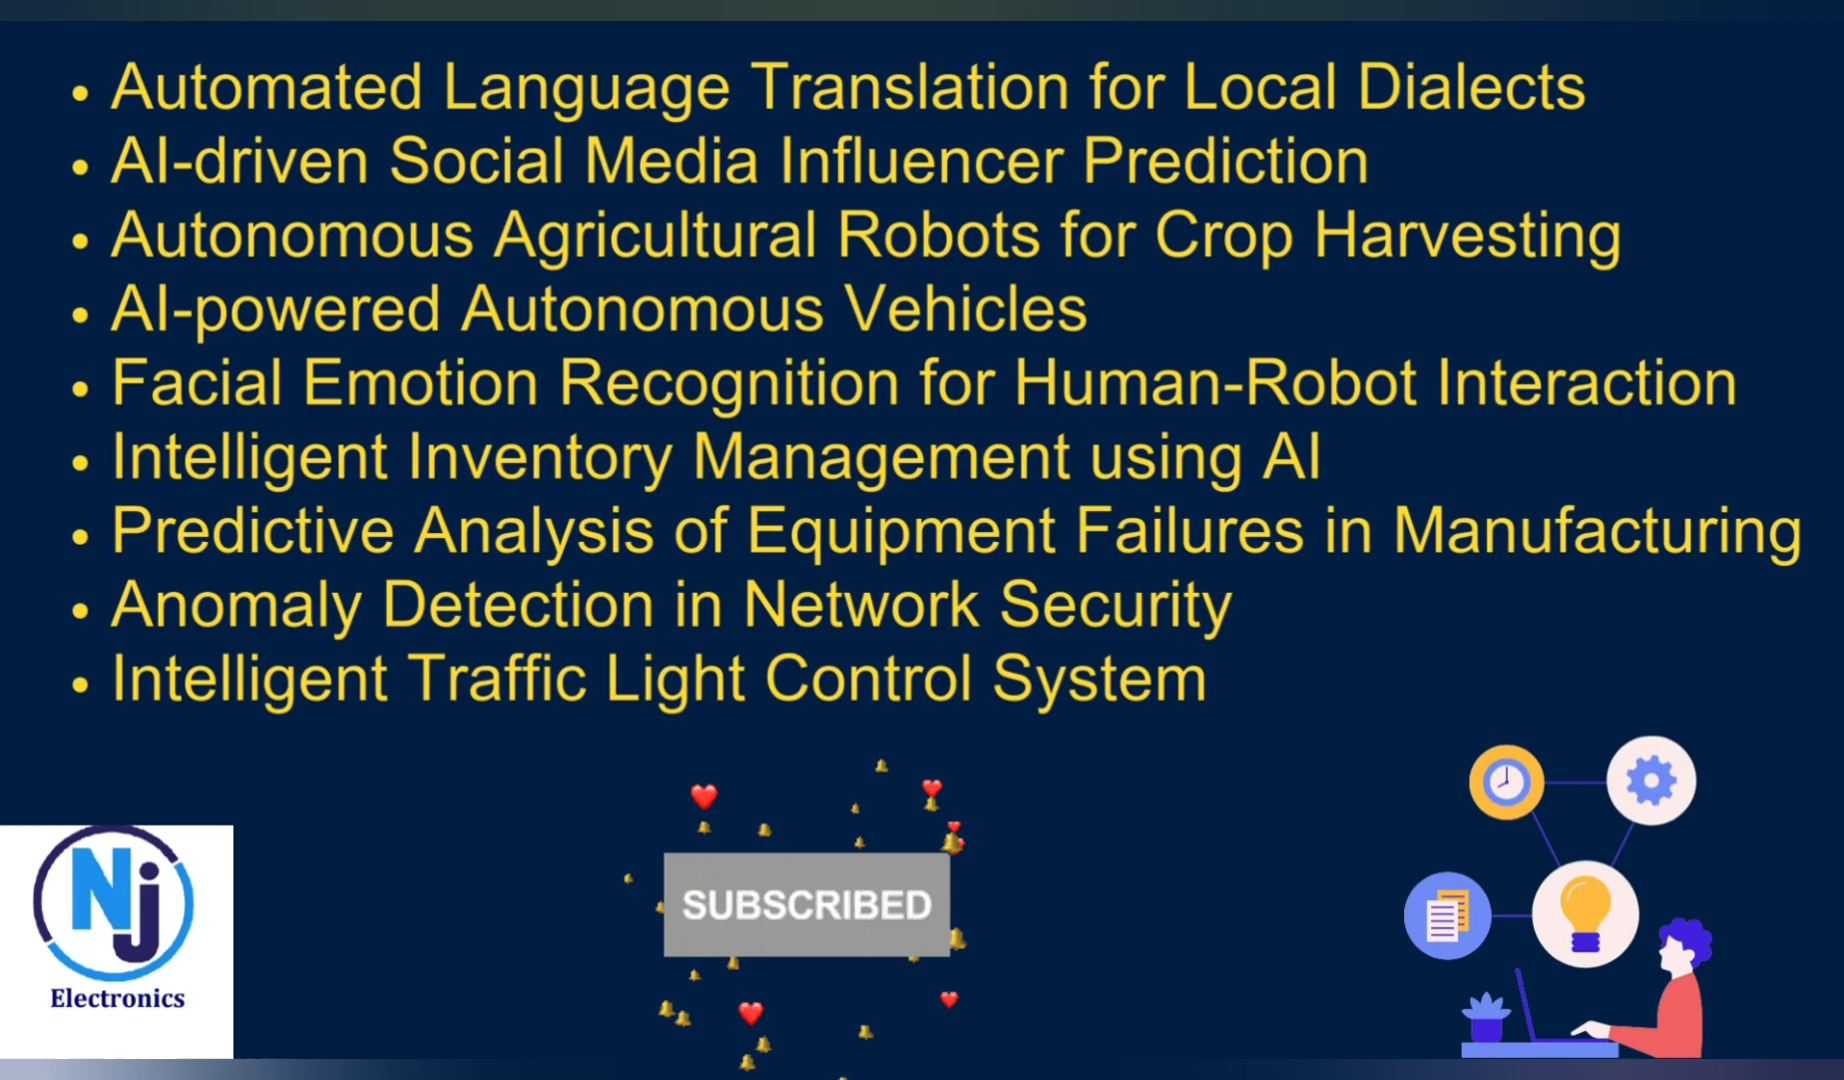 • Automated Language Translation for Local Dialects
• AI-driven Social Media Influencer Prediction
• Autonomous Agricultural Robots for Crop Harvesting
• AI-powered Autonomous Vehicles
• Facial Emotion Recognition for Human-Robot Interaction
• Intelligent Inventory Management using AI
• Predictive Analysis of Equipment Failures in Manufacturing
• Anomaly Detection in Network Security
• Intelligent Traffic Light Control System
SUBSCRIBED
Nj
Electronics